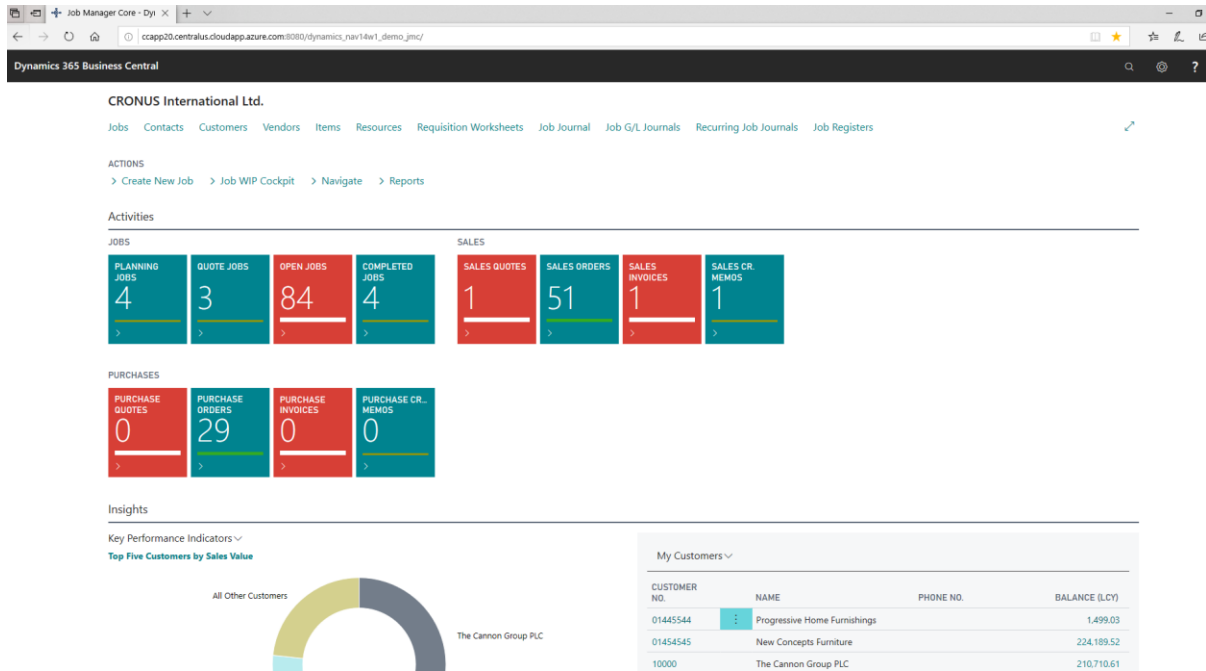 Job Manager Core - Dyn
ccapp20.centralus.cloudapp.azure.com:8080/dynamics_nav14w1_demo_jmc/
Dynamics 365 Business Central
?
CRONUS International Ltd.
Jobs Contacts Customers Vendors Items Resources Requisition Worksheets Job Journal Job G/L Journals Recurring Job Journals Job Registers
ACTIONS
> Create New Job > Job WIP Cockpit > Navigate > Reports
Activities
JOBS
PLANNING
JOBS
4
QUOTE JOBS
3
OPEN JOBS
84
COMPLETED
JOBS
4
SALES
SALES QUOTES
1
SALES ORDERS
51
SALES
INVOICES
1
SALES CR.
MEMOS
1
PURCHASES
PURCHASE
QUOTES
0
PURCHASE
ORDERS
29
PURCHASE
INVOICES
0
PURCHASE CR...
MEMOS
0
Insights
Key Performance Indicators
Top Five Customers by Sales Value
All Other Customers
The Cannon Group PLC
My Customers
CUSTOMER
NO. NAME PHONE NO. BALANCE (LCY)
01445544 Progressive Home Furnishings 1,499.03
01454545 New Concepts Furniture 224,189.52
10000 The Cannon Group PLC 210,710.61